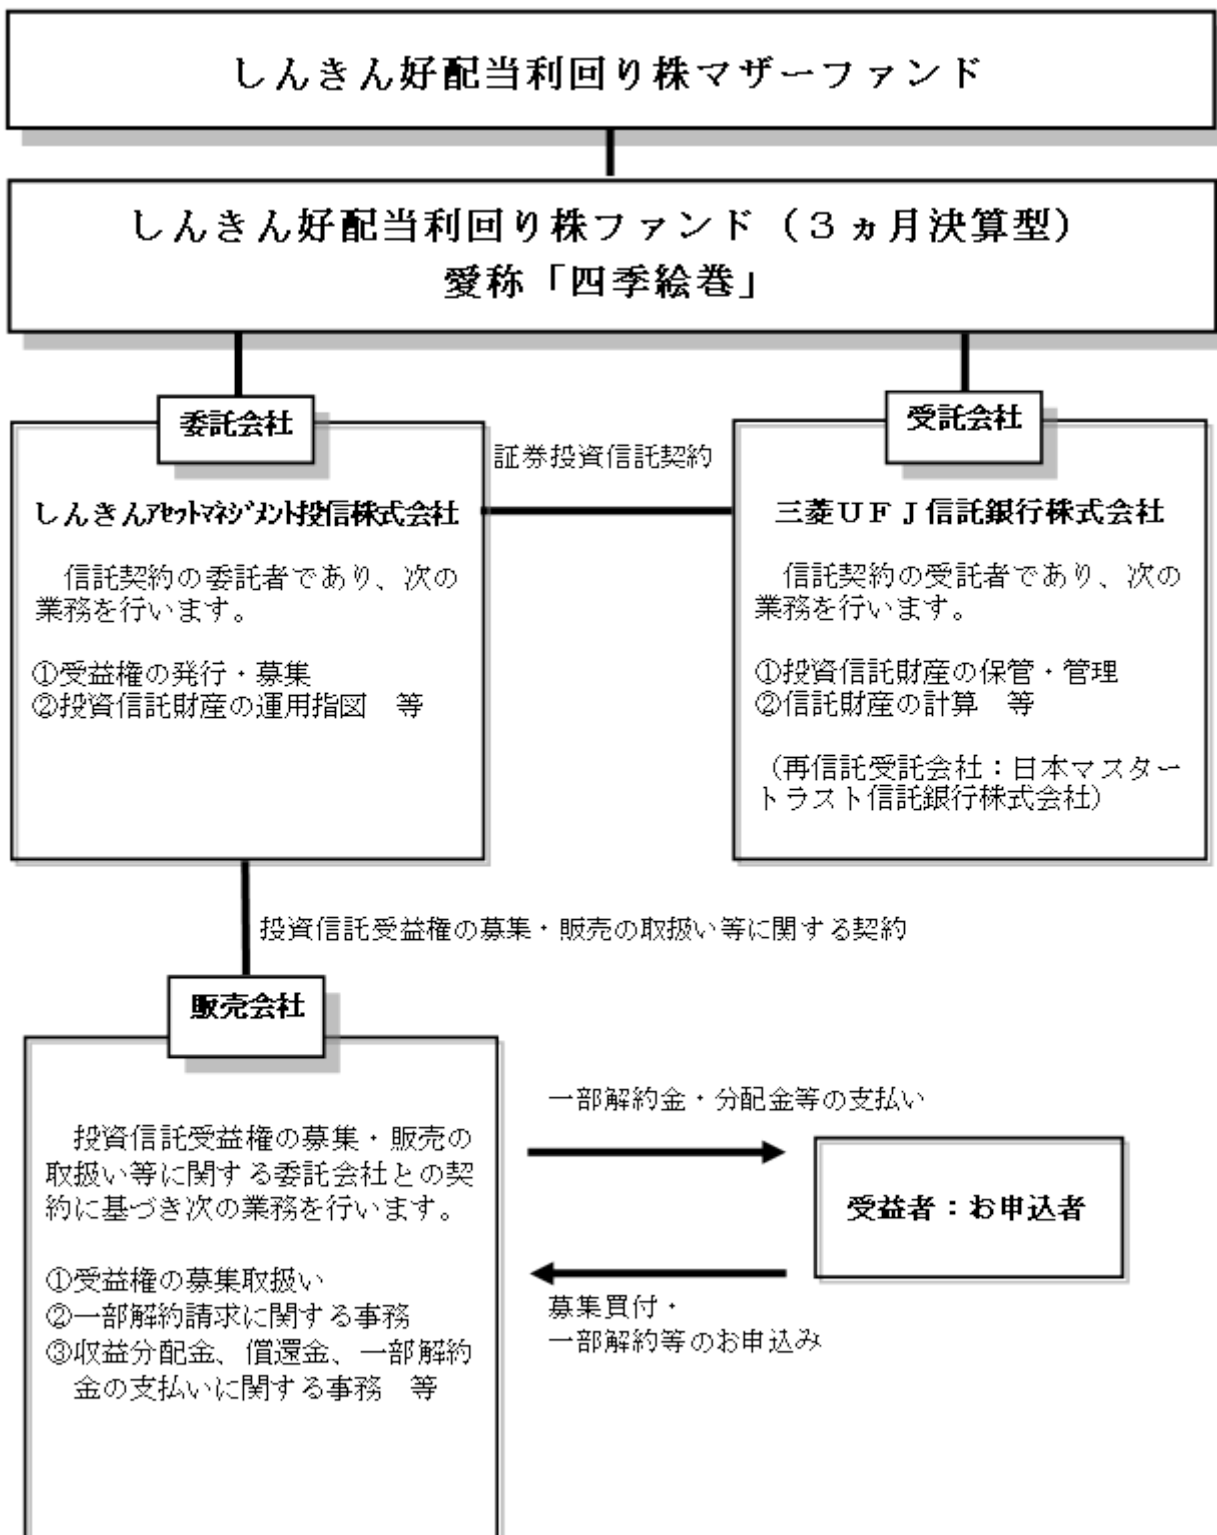 しんきん好配当利回り株マザーファンド
しんきん好配当利回り株ファンド（３ヵ月決算型）
愛称「四季絵巻」
委託会社
しんきんｱｾｯﾄﾏﾈｼﾞﾒﾝﾄ投信株式会社
信託契約の委託者であり、次の
業務を行います。
①受益権の発行・募集
②投資信託財産の運用指図　等
証券投資信託契約
受託会社
三菱ＵＦＪ信託銀行株式会社
信託契約の受託者であり、次の
業務を行います。
①投資信託財産の保管・管理
②信託財産の計算　等
（再信託受託会社：日本マスター
トラスト信託銀行株式会社）
投資信託受益権の募集・販売の取扱い等に関する契約
販売会社
投資信託受益権の募集・販売の
取扱い等に関する委託会社との契
約に基づき次の業務を行います。
①受益権の募集取扱い
②一部解約請求に関する事務
③収益分配金、償還金、一部解約
金の支払いに関する事務　等
一部解約金・分配金等の支払い
受益者：お申込者
募集買付・
一部解約等のお申込み